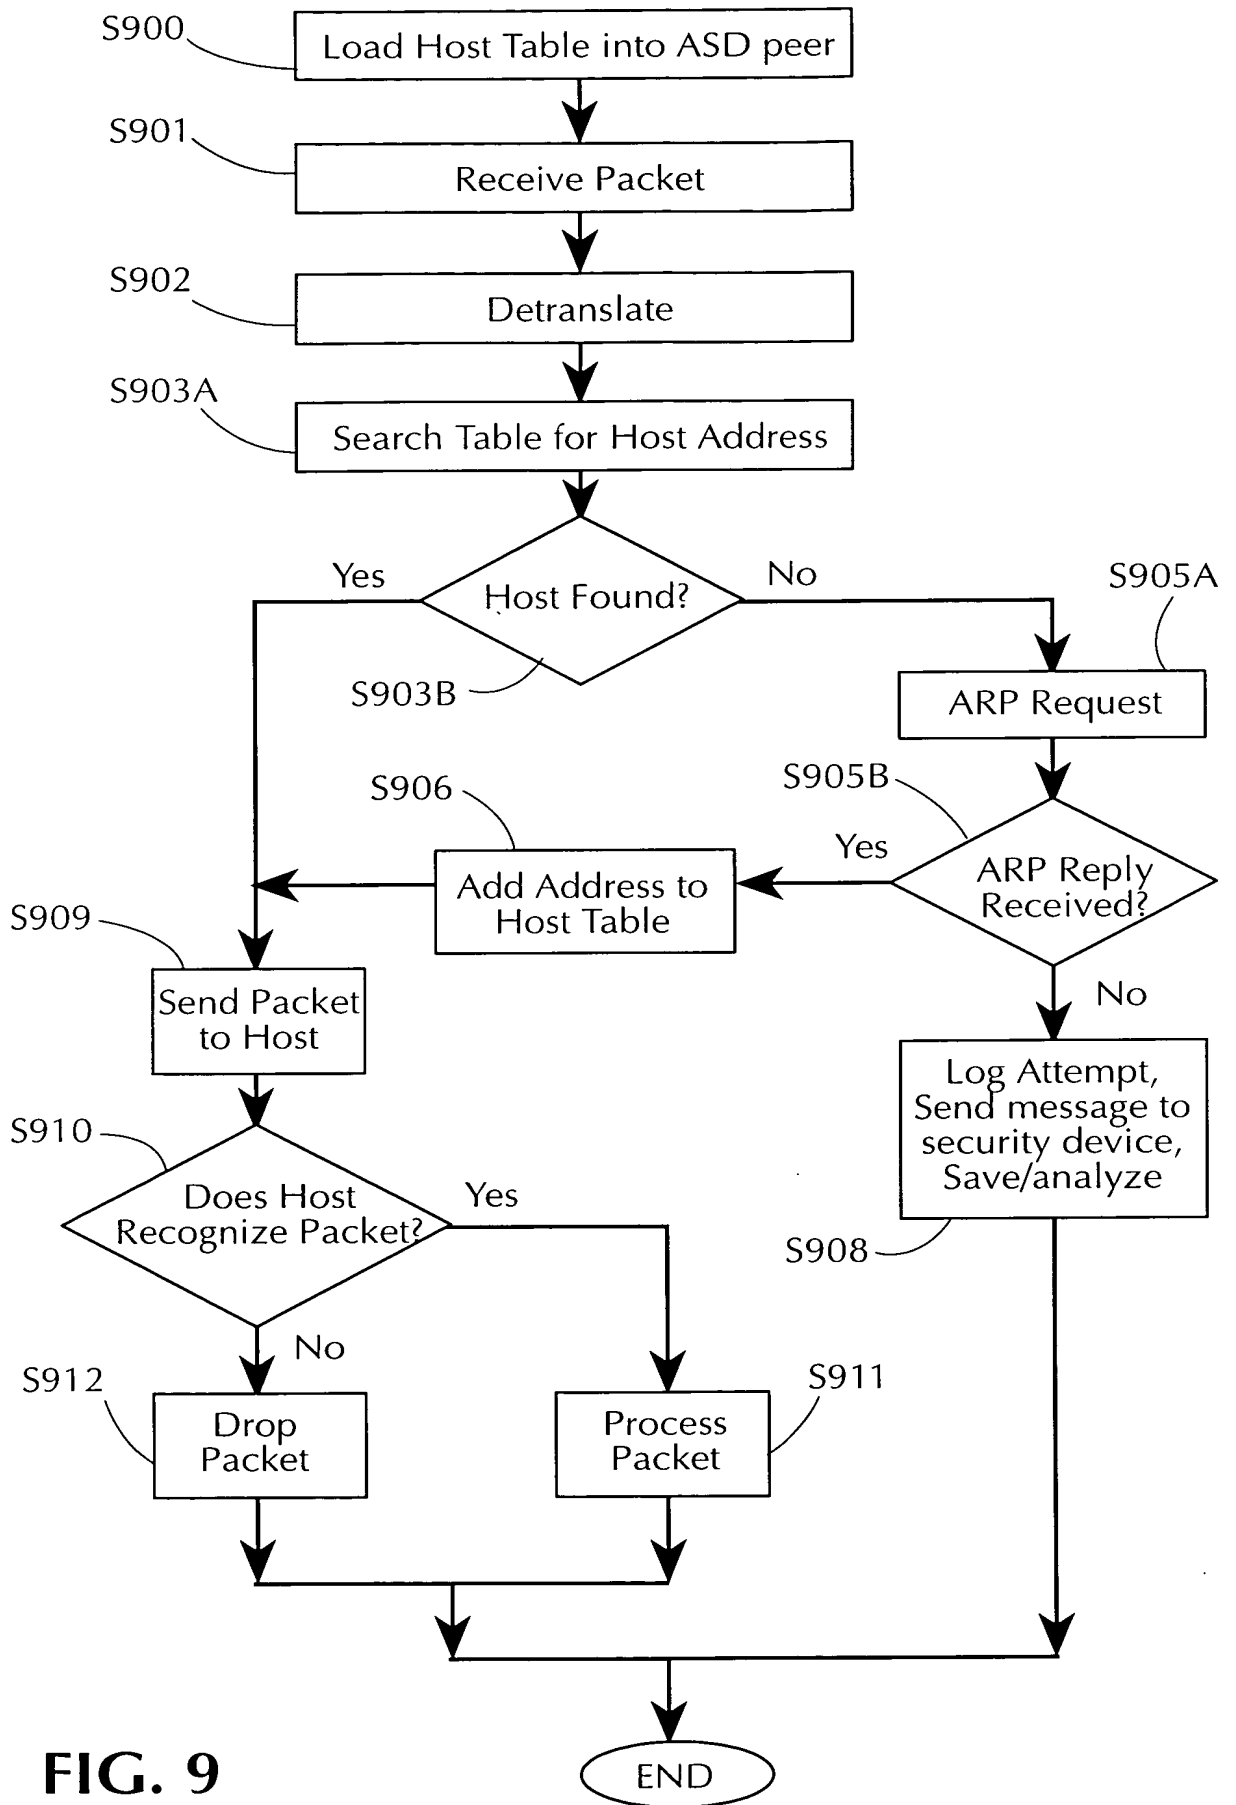 S900
Load Host Table into ASD peer
S901
Receive Packet
S902
Detranslate
S903A
Search Table for Host Address
Yes
Host Found?
No
S905A
S903B
ARP Request
S906
S905B
Yes
Add Address to
Host Table
ARP Reply
Received?
S909
No
Send Packet
to Host
Log Attempt,
Send message to
security device,
Save/analyze
S910
Does Host
Recognize Packet?
Yes
S908
No
S912
S911
Drop
Packet
Process
Packet
FIG. 9
END